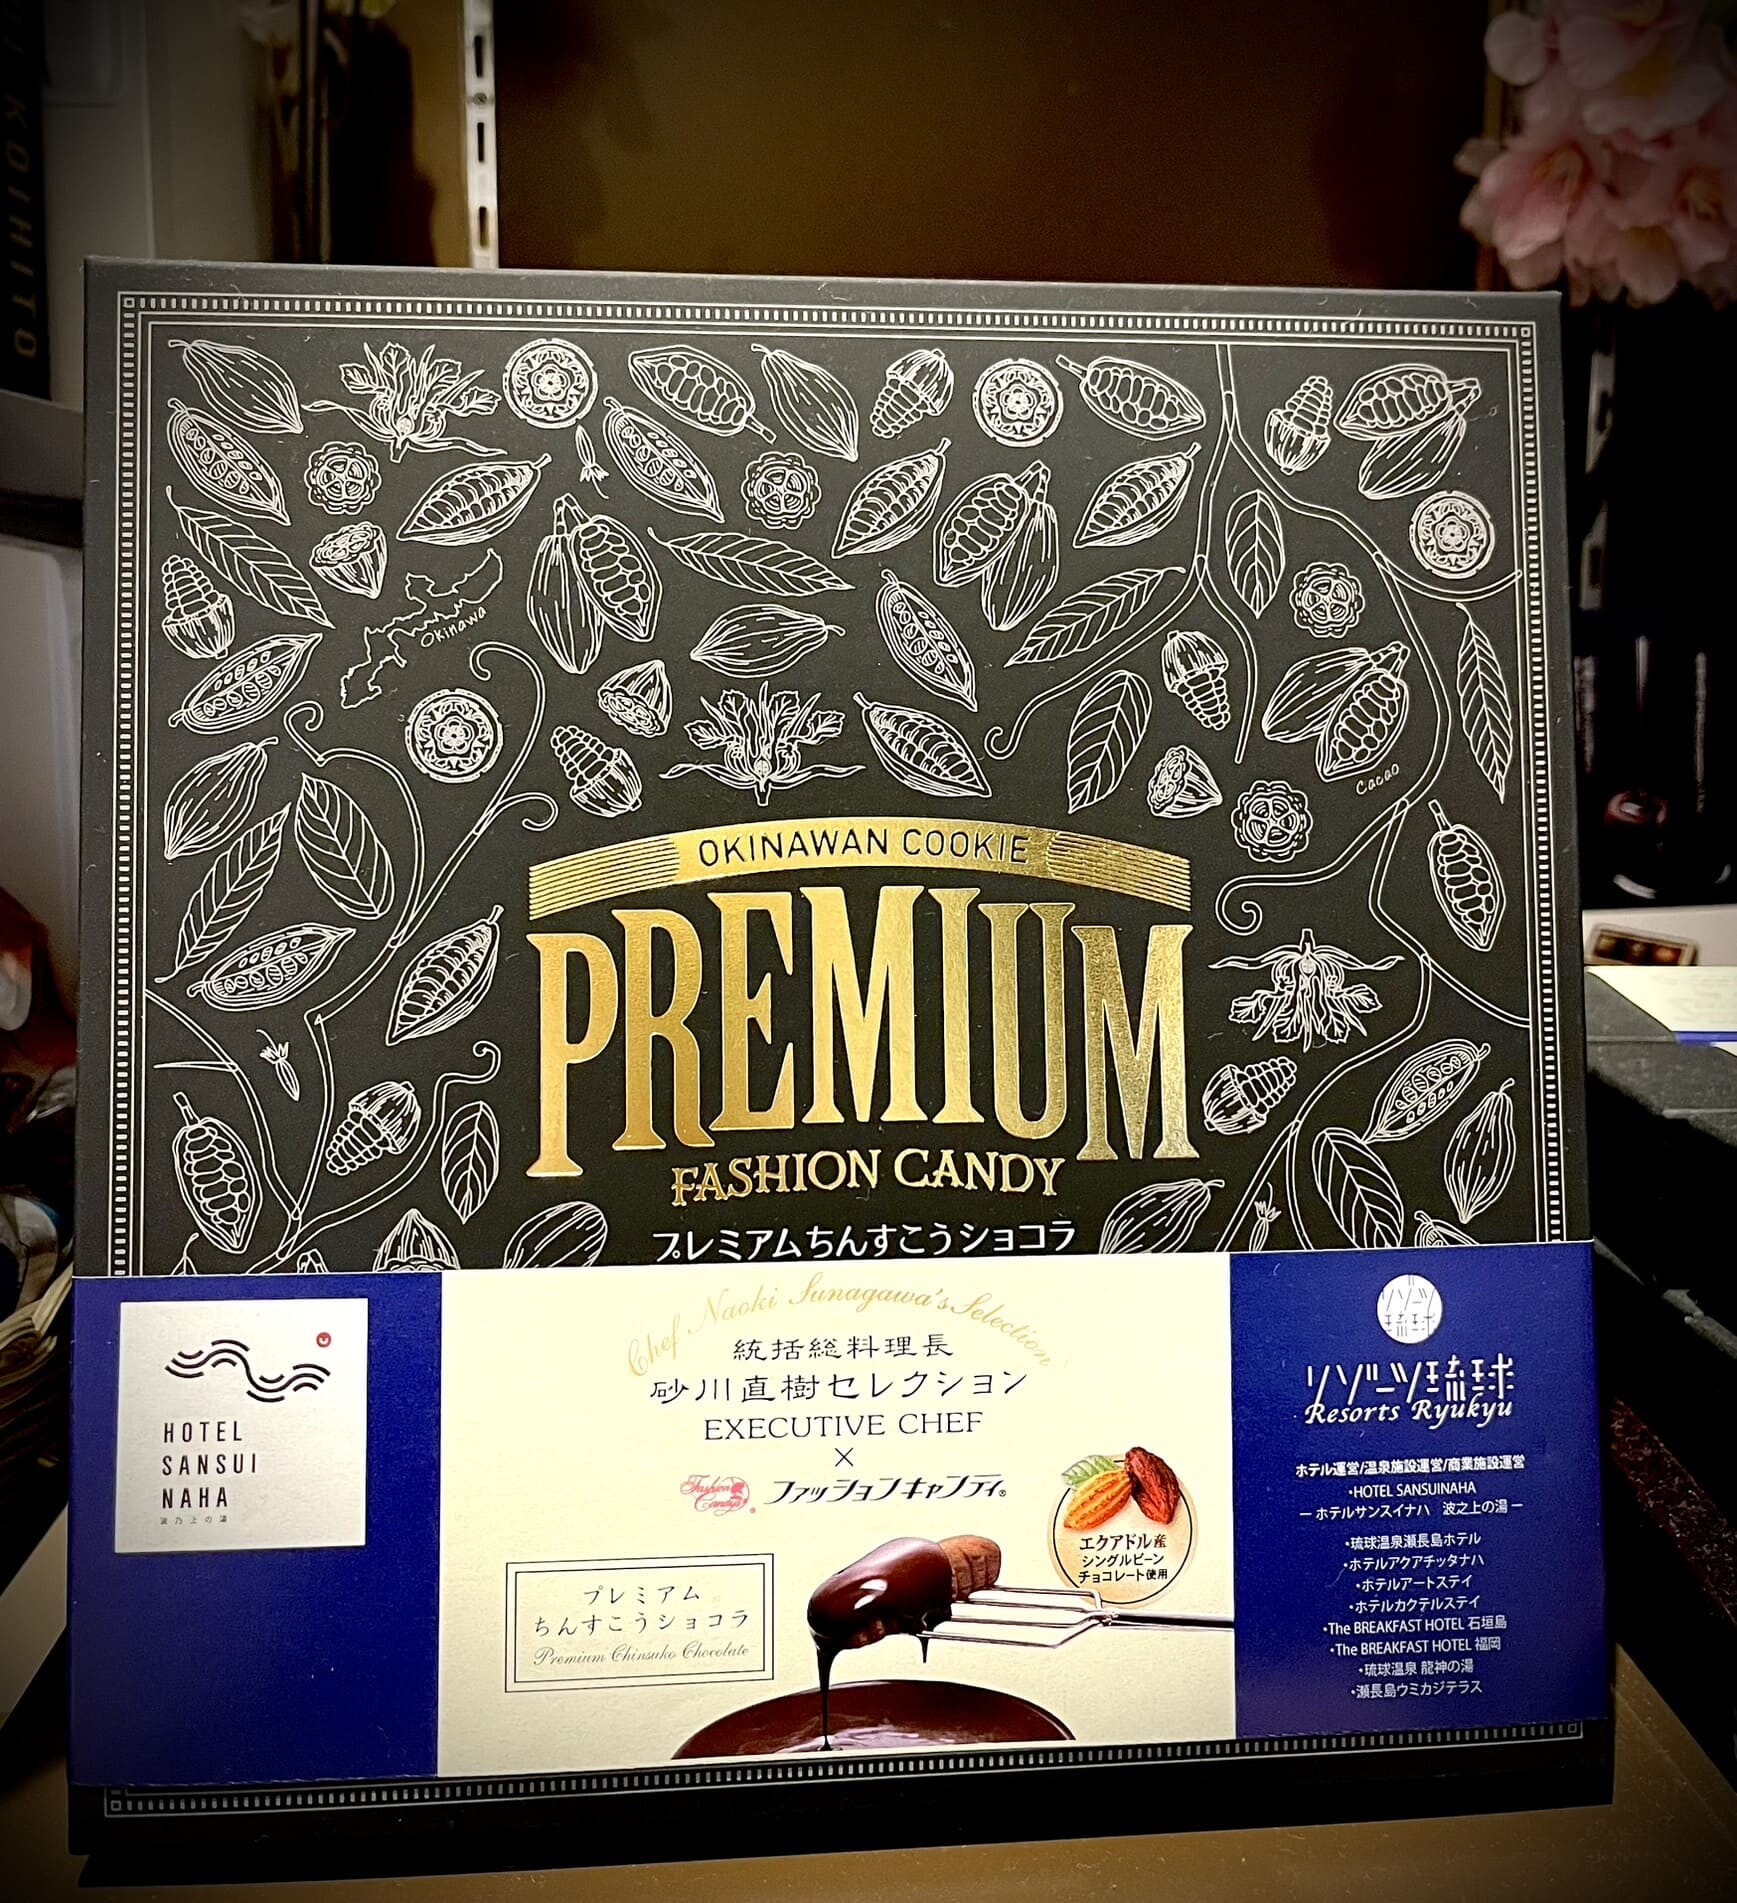 KOIHITO
Okinawa
Cacao
OKINAWAN COOKIE
PREMIUM
FASHION CANDY
プレミアムちんすこうショコラ
HOTEL
SANSUI
NAHA
波乃上の湯
Chef Naoki Sunagawa's Selection
統括総料理長
砂川直樹セレクション
EXECUTIVE CHEF
×
Fashion Candy's® ファッションキャンディ®
エクアドル産
シングルビーン
チョコレート使用
プレミアム
ちんすこうショコラ
Premium Chinsuko Chocolate
リゾーツ
琉球
リゾーツ琉球
Resorts Ryukyu
ホテル運営/温泉施設運営/商業施設運営
・HOTEL SANSUINAHA
ー ホテルサンスイナハ 波之上の湯 ー
・琉球温泉瀬長島ホテル
・ホテルアクアチッタナハ
・ホテルアートステイ
・ホテルカクテルステイ
・The BREAKFAST HOTEL 石垣島
・The BREAKFAST HOTEL 福岡
・琉球温泉 龍神の湯
・瀬長島ウミカジテラス